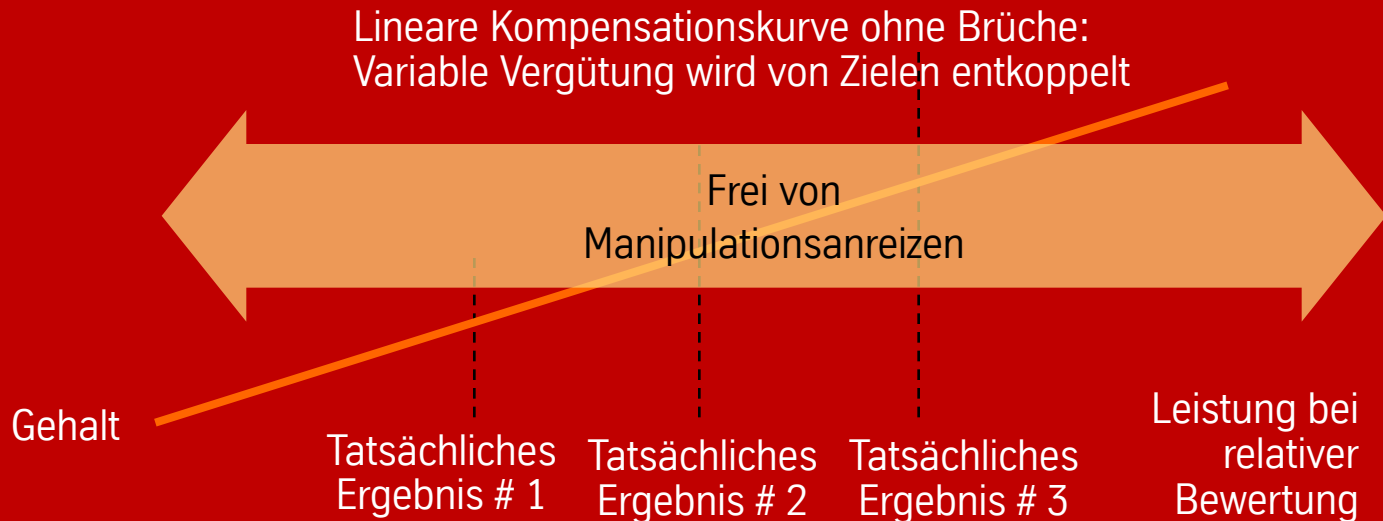 Lineare Kompensationskurve ohne Brüche:
Variable Vergütung wird von Zielen entkoppelt
Frei von
Manipulationsanreizen
Gehalt
Tatsächliches
Ergebnis # 1
Tatsächliches
Ergebnis # 2
Tatsächliches
Ergebnis # 3
Leistung bei
relativer
Bewertung